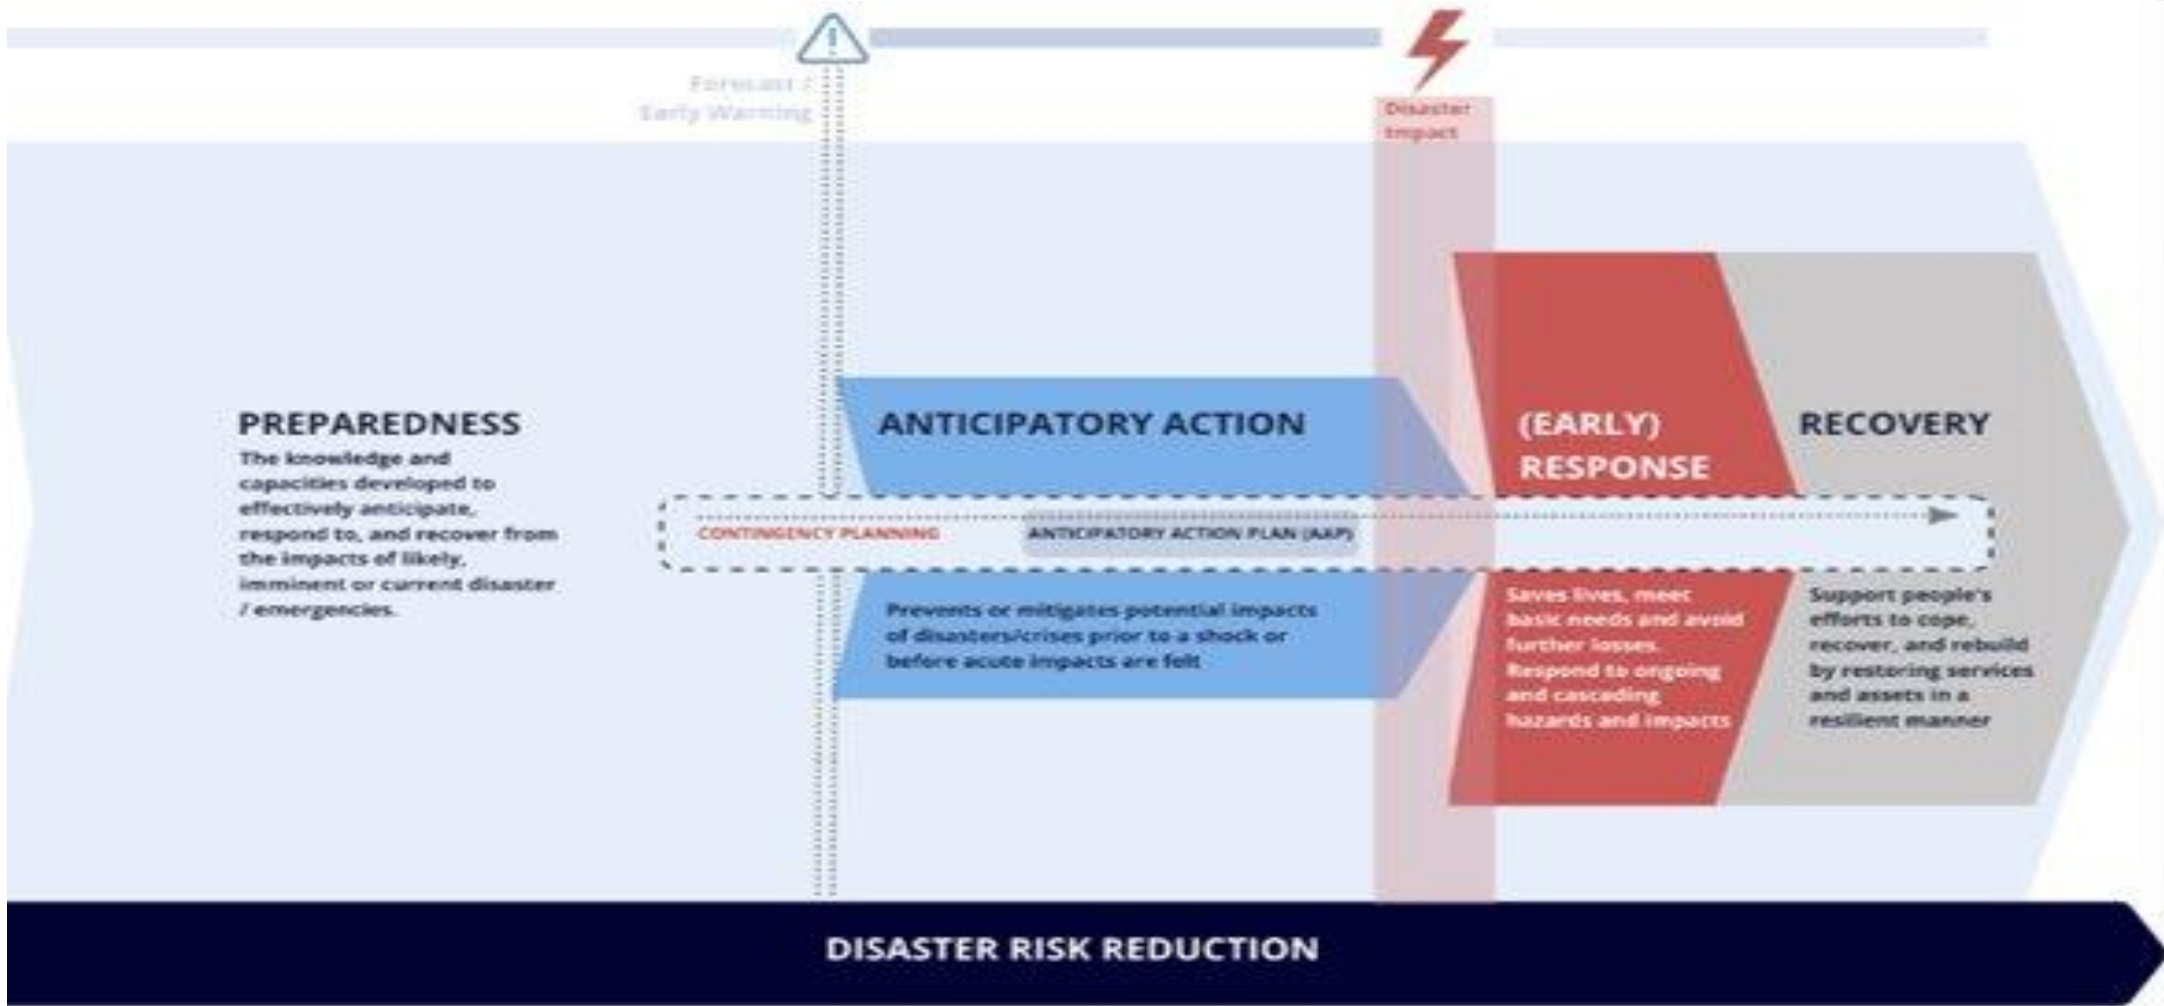 Forecast /
Early Warning
Disaster
Impact
PREPAREDNESS
The knowledge and
capacities developed to
effectively anticipate,
respond to, and recover from
the impacts of likely,
imminent or current disaster
/ emergencies.
ANTICIPATORY ACTION
(EARLY)
RESPONSE
RECOVERY
CONTINGENCY PLANNING
ANTICIPATORY ACTION PLAN (AAP)
Prevents or mitigates potential impacts
of disasters/crises prior to a shock or
before acute impacts are felt
Saves lives, meet
basic needs and avoid
further losses.
Respond to ongoing
and cascading
hazards and impacts
Support people's
efforts to cope,
recover, and rebuild
by restoring services
and assets in a
resilient manner
DISASTER RISK REDUCTION